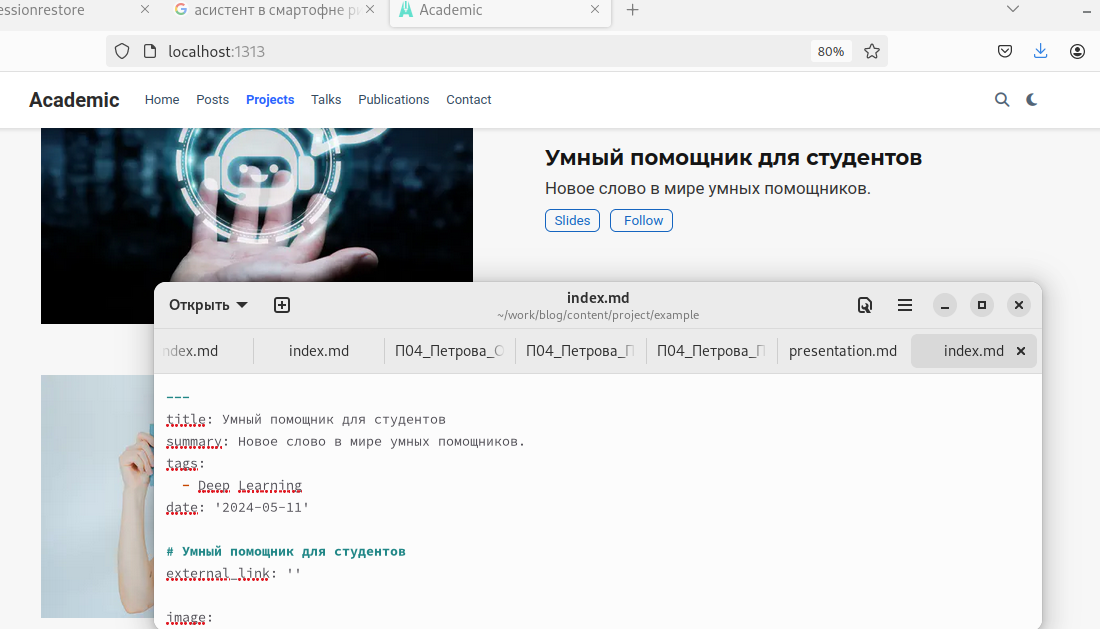 essionrestore
асистент в смартофне ри
Academic
localhost:1313
80%
Academic
Home
Posts
Projects
Talks
Publications
Contact
Умный помощник для студентов
Новое слово в мире умных помощников.
Slides
Follow
Открыть
index.md
~/work/blog/content/project/example
ndex.md
index.md
П04_Петрова_О
П04_Петрова_П
П04_Петрова_П
presentation.md
index.md
---
title: Умный помощник для студентов
summary: Новое слово в мире умных помощников.
tags:
- Deep Learning
date: '2024-05-11'
# Умный помощник для студентов
external_link: ''
image: